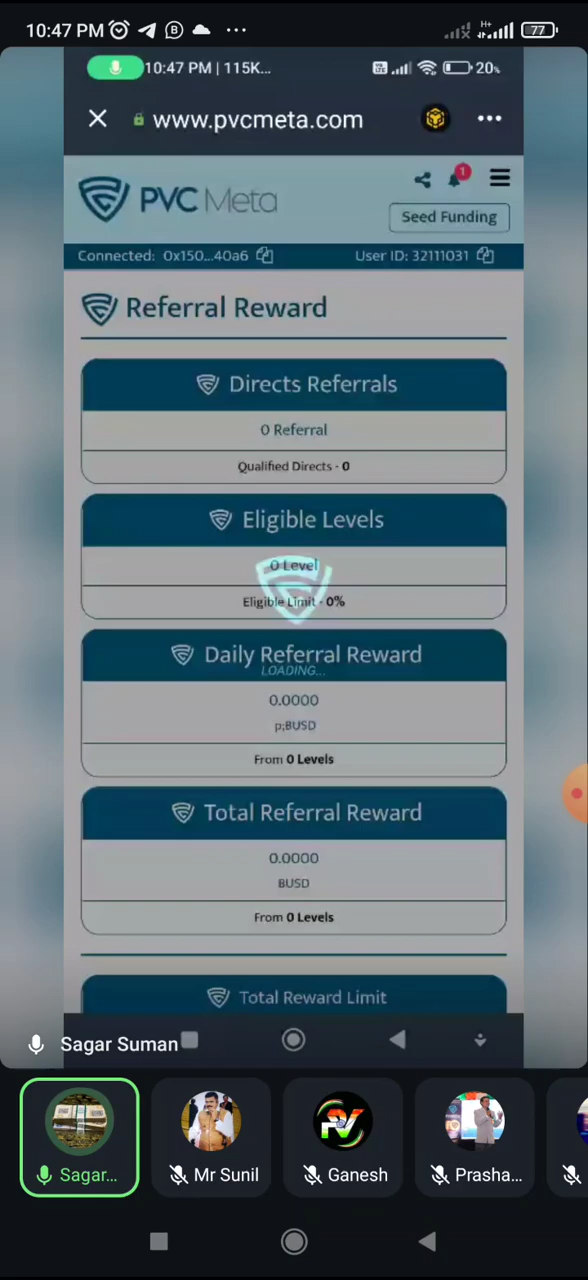 10:47 PM
77
10:47 PM | 115K...
20%
www.pvcmeta.com
PVC Meta
1
Seed Funding
Connected: 0x150...40a6
User ID: 32111031
Referral Reward
Directs Referrals
0 Referral
Qualified Directs - 0
Eligible Levels
0 Level
Eligible Limit - 0%
Daily Referral Reward
LOADING...
0.0000
p;BUSD
From 0 Levels
Total Referral Reward
0.0000
BUSD
From 0 Levels
Total Reward Limit
Sagar Suman
Sagar...
Mr Sunil
Ganesh
Prasha...